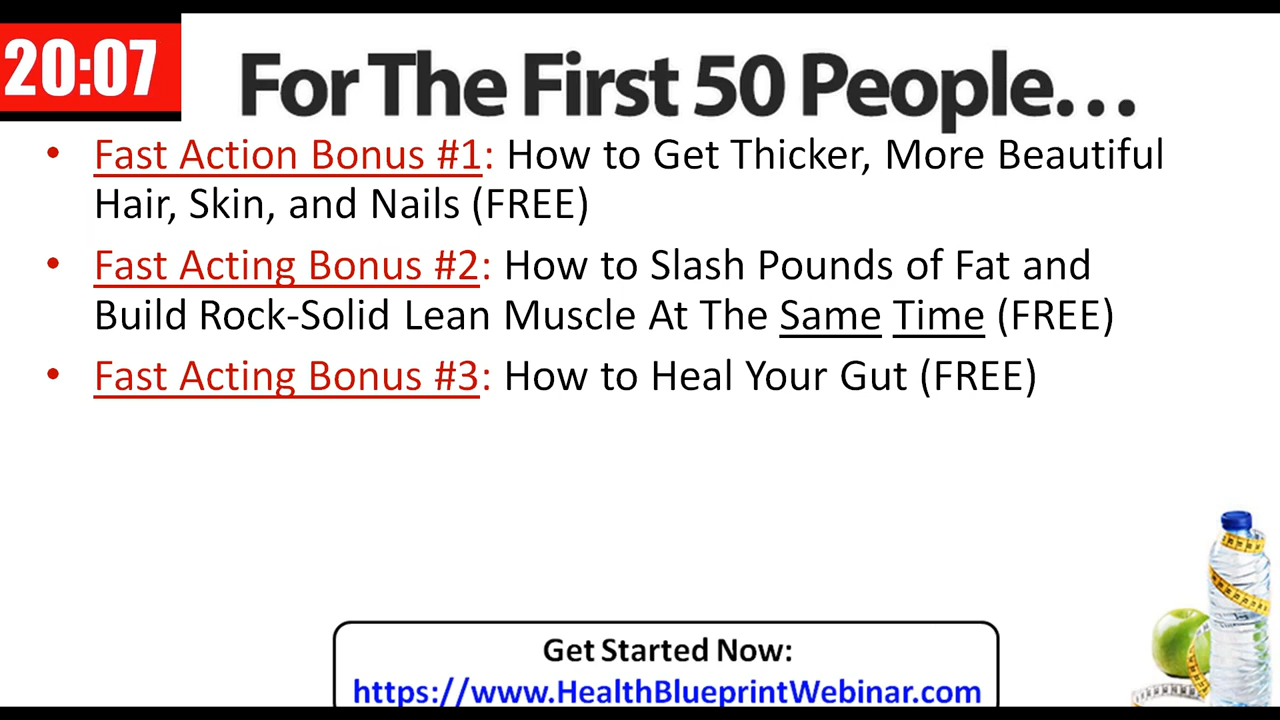 20:07
For The First 50 People...
• Fast Action Bonus #1: How to Get Thicker, More Beautiful
Hair, Skin, and Nails (FREE)
• Fast Acting Bonus #2: How to Slash Pounds of Fat and
Build Rock-Solid Lean Muscle At The Same Time (FREE)
• Fast Acting Bonus #3: How to Heal Your Gut (FREE)
Get Started Now:
https://www.HealthBlueprintWebinar.com